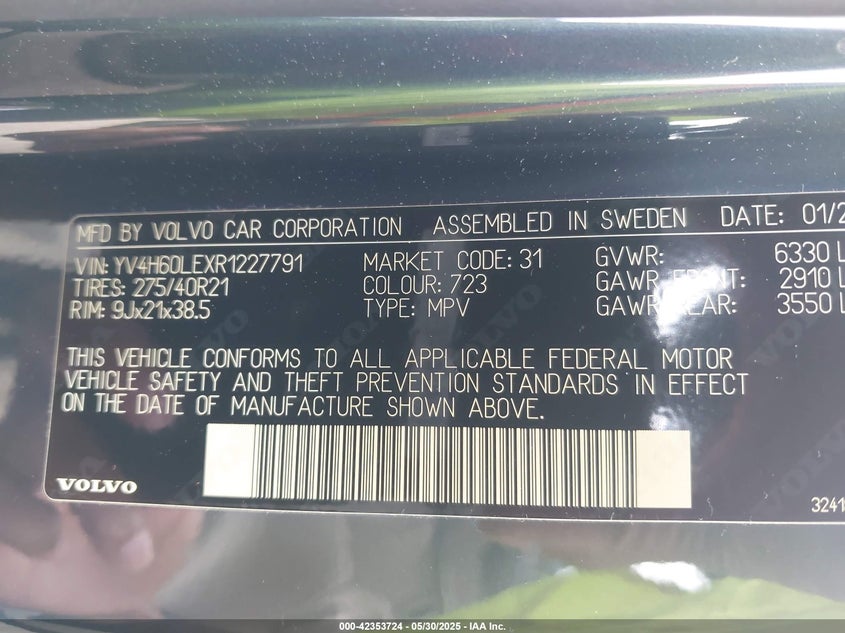 MFD BY VOLVO CAR CORPORATION ASSEMBLED IN SWEDEN DATE: 01/2
VIN: YV4H60LEXR1227791 MARKET CODE: 31 GVWR: 6330 L
TIRES: 275/40R21 COLOUR: 723 GAWR FRONT: 2910 L
RIM: 9Jx21x38.5 TYPE: MPV GAWR REAR: 3550 L
THIS VEHICLE CONFORMS TO ALL APPLICABLE FEDERAL MOTOR
VEHICLE SAFETY AND THEFT PREVENTION STANDARDS IN EFFECT
ON THE DATE OF MANUFACTURE SHOWN ABOVE.
VOLVO
3241
000-42353724 - 05/30/2025 - IAA Inc.